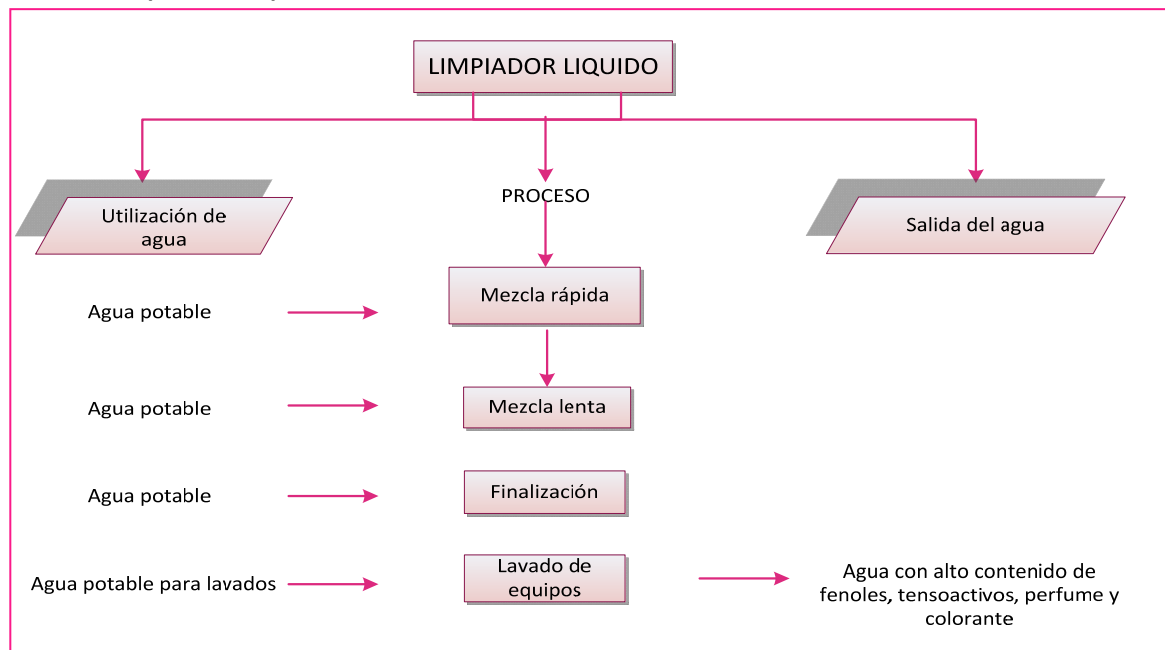 LIMPIADOR LIQUIDO
Utilización de
agua
PROCESO
Salida del agua
Agua potable
Mezcla rápida
Agua potable
Mezcla lenta
Agua potable
Finalización
Agua potable para lavados
Lavado de
equipos
Agua con alto contenido de
fenoles, tensoactivos, perfume y
colorante